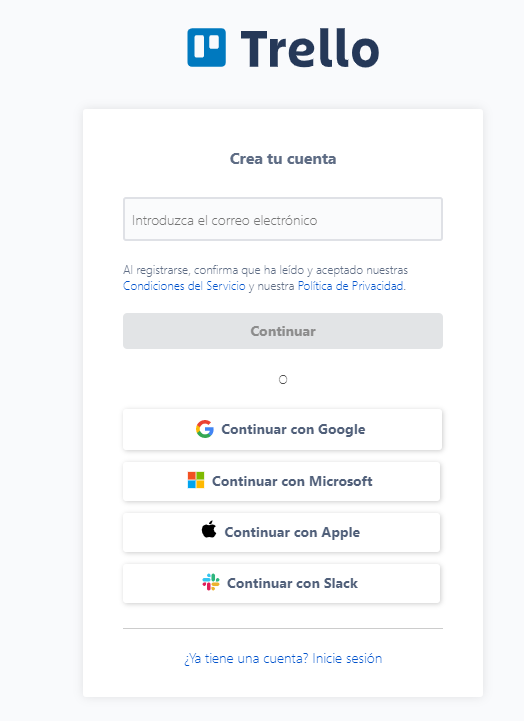 Trello
Crea tu cuenta
Introduzca el correo electrónico
Al registrarse, confirma que ha leído y aceptado nuestras
Condiciones del Servicio y nuestra Política de Privacidad.
Continuar
O
Continuar con Google
Continuar con Microsoft
Continuar con Apple
Continuar con Slack
¿Ya tiene una cuenta? Inicie sesión